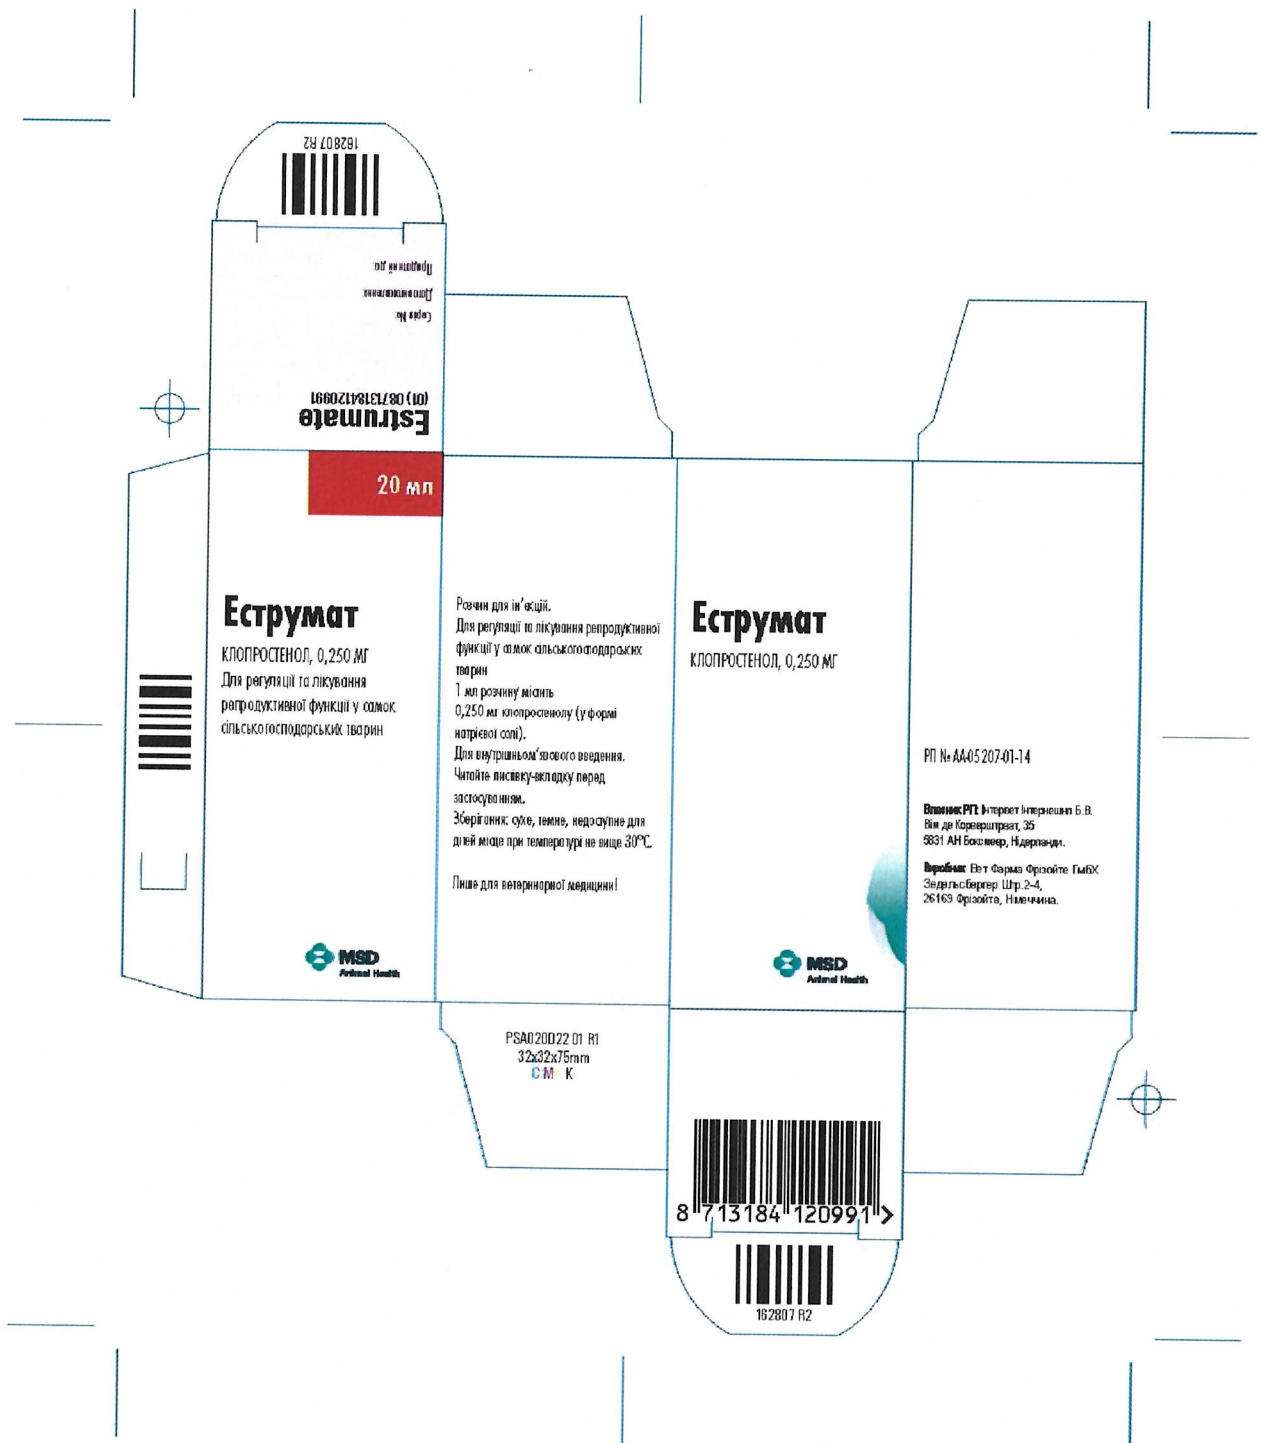 162807 R2
Придатний до:
Дата виготовлення:
Серія №:
(01) 08713184120991
Estrumate
20 мл
Еструмат
КЛОПРОСТЕНОЛ, 0,250 МГ
Для регуляції та лікування
репродуктивної функції у самок
сільськогосподарських тварин
MSD
Animal Health
Розчин для ін’єкцій.
Для регуляції та лікування репродуктивної
функції у самок сільськогосподарських
тварин
1 мл розчину містить
0,250 мг клопростенолу (у формі
натрієвої солі).
Для внутрішньом’язового введення.
Читайте листівку-вкладку перед
застосуванням.
Зберігання: сухе, темне, недоступне для
дітей місце при температурі не вище 30°C.
Лише для ветеринарної медицини!
Еструмат
КЛОПРОСТЕНОЛ, 0,250 МГ
MSD
Animal Health
РП № АА-05207-01-14
Власник РП: Інтервет Інтернешнл Б.В.
Вім де Корверштраат, 35
5831 АН Боксмеер, Нідерланди.
Виробник: Вет Фарма Фрізойте ГмбХ
Зедельсбергер Штр.2-4,
26169 Фрізойте, Німеччина.
PSA020D22 01 R1
32x32x75mm
C M K
8 713184 120991 >
162807 R2